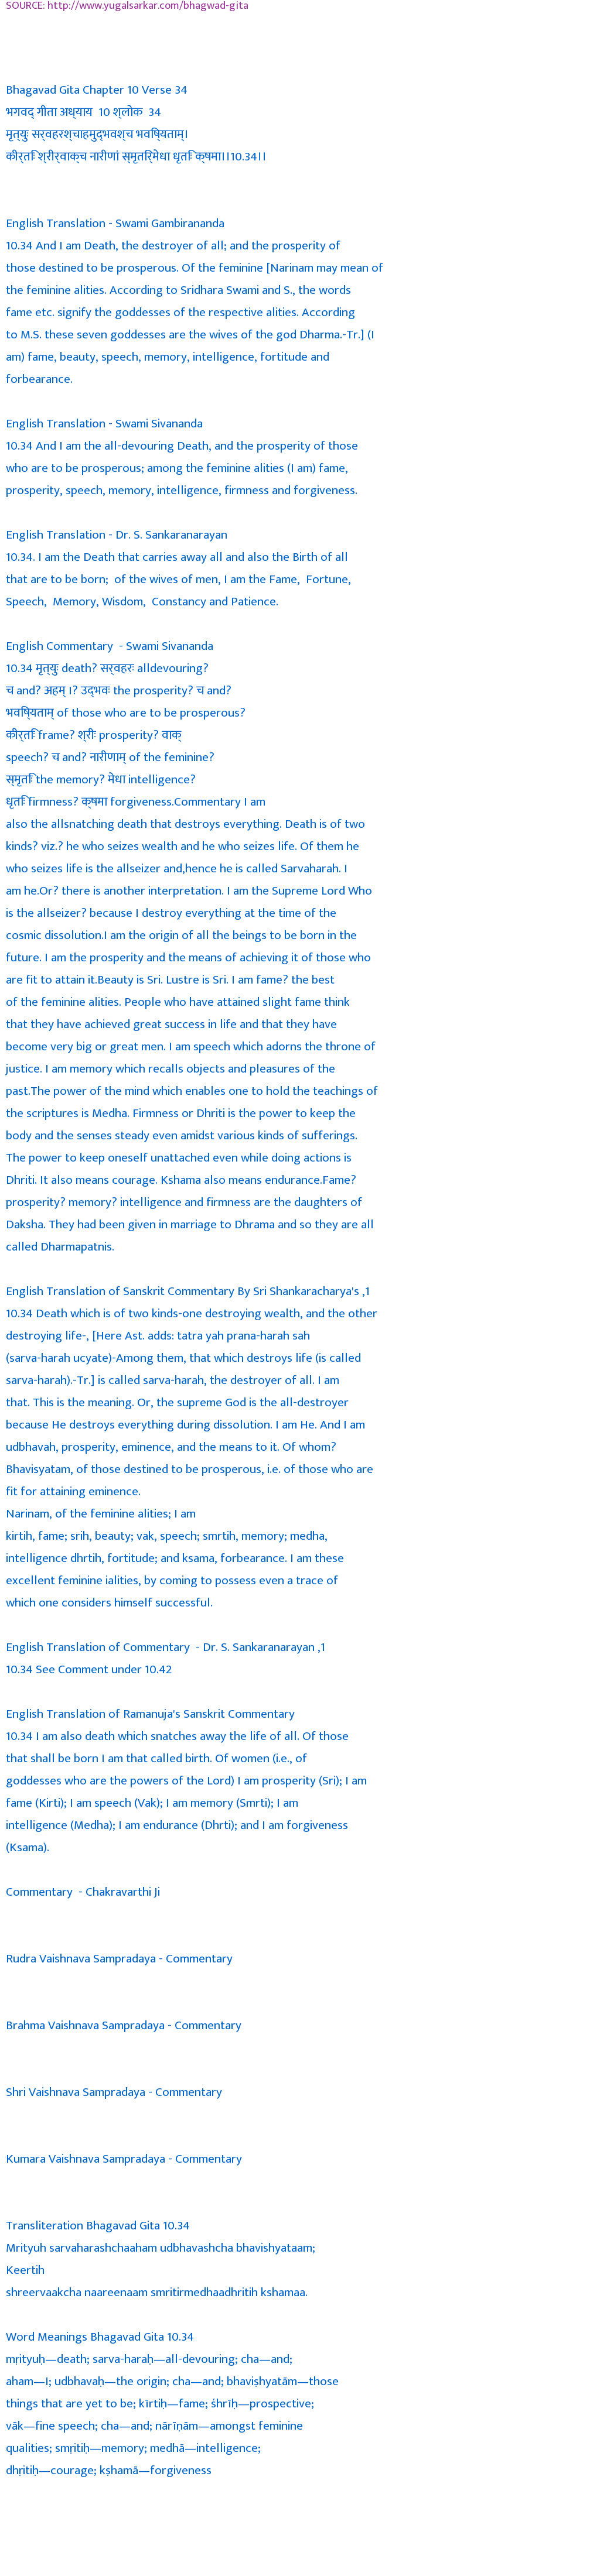 SOURCE: http://www.yugalsarkar.com/bhagwad-gita
Bhagavad Gita Chapter 10 Verse 34
भगवद् गीता अध्याय 10 श्लोक 34
मृत्युः सर्वहरश्चाहमुद्भवश्च भविष्यताम्।
कीर्तिः श्रीर्वाक्च नारीणां स्मृतिर्मेधा धृतिः क्षमा।।10.34।।
English Translation - Swami Gambirananda
10.34 And I am Death, the destroyer of all; and the prosperity of
those destined to be prosperous. Of the feminine [Narinam may mean of
the feminine alities. According to Sridhara Swami and S., the words
fame etc. signify the goddesses of the respective alities. According
to M.S. these seven goddesses are the wives of the god Dharma.-Tr.] (I
am) fame, beauty, speech, memory, intelligence, fortitude and
forbearance.
English Translation - Swami Sivananda
10.34 And I am the all-devouring Death, and the prosperity of those
who are to be prosperous; among the feminine alities (I am) fame,
prosperity, speech, memory, intelligence, firmness and forgiveness.
English Translation - Dr. S. Sankaranarayan
10.34. I am the Death that carries away all and also the Birth of all
that are to be born; of the wives of men, I am the Fame, Fortune,
Speech, Memory, Wisdom, Constancy and Patience.
English Commentary - Swami Sivananda
10.34 मृत्युः death? सर्वहरः alldevouring?
च and? अहम् I? उद्भवः the prosperity? च and?
भविष्यताम् of those who are to be prosperous?
कीर्तिः frame? श्रीः prosperity? वाक्
speech? च and? नारीणाम् of the feminine?
स्मृतिः the memory? मेधा intelligence?
धृतिः firmness? क्षमा forgiveness.Commentary I am
also the allsnatching death that destroys everything. Death is of two
kinds? viz.? he who seizes wealth and he who seizes life. Of them he
who seizes life is the allseizer and,hence he is called Sarvaharah. I
am he.Or? there is another interpretation. I am the Supreme Lord Who
is the allseizer? because I destroy everything at the time of the
cosmic dissolution.I am the origin of all the beings to be born in the
future. I am the prosperity and the means of achieving it of those who
are fit to attain it.Beauty is Sri. Lustre is Sri. I am fame? the best
of the feminine alities. People who have attained slight fame think
that they have achieved great success in life and that they have
become very big or great men. I am speech which adorns the throne of
justice. I am memory which recalls objects and pleasures of the
past.The power of the mind which enables one to hold the teachings of
the scriptures is Medha. Firmness or Dhriti is the power to keep the
body and the senses steady even amidst various kinds of sufferings.
The power to keep oneself unattached even while doing actions is
Dhriti. It also means courage. Kshama also means endurance.Fame?
prosperity? memory? intelligence and firmness are the daughters of
Daksha. They had been given in marriage to Dhrama and so they are all
called Dharmapatnis.
English Translation of Sanskrit Commentary By Sri Shankaracharya's ,1
10.34 Death which is of two kinds-one destroying wealth, and the other
destroying life-, [Here Ast. adds: tatra yah prana-harah sah
(sarva-harah ucyate)-Among them, that which destroys life (is called
sarva-harah).-Tr.] is called sarva-harah, the destroyer of all. I am
that. This is the meaning. Or, the supreme God is the all-destroyer
because He destroys everything during dissolution. I am He. And I am
udbhavah, prosperity, eminence, and the means to it. Of whom?
Bhavisyatam, of those destined to be prosperous, i.e. of those who are
fit for attaining eminence.
Narinam, of the feminine alities; I am
kirtih, fame; srih, beauty; vak, speech; smrtih, memory; medha,
intelligence dhrtih, fortitude; and ksama, forbearance. I am these
excellent feminine ialities, by coming to possess even a trace of
which one considers himself successful.
English Translation of Commentary - Dr. S. Sankaranarayan ,1
10.34 See Comment under 10.42
English Translation of Ramanuja's Sanskrit Commentary
10.34 I am also death which snatches away the life of all. Of those
that shall be born I am that called birth. Of women (i.e., of
goddesses who are the powers of the Lord) I am prosperity (Sri); I am
fame (Kirti); I am speech (Vak); I am memory (Smrti); I am
intelligence (Medha); I am endurance (Dhrti); and I am forgiveness
(Ksama).
Commentary - Chakravarthi Ji
Rudra Vaishnava Sampradaya - Commentary
Brahma Vaishnava Sampradaya - Commentary
Shri Vaishnava Sampradaya - Commentary
Kumara Vaishnava Sampradaya - Commentary
Transliteration Bhagavad Gita 10.34
Mrityuh sarvaharashchaaham udbhavashcha bhavishyataam;
Keertih
shreervaakcha naareenaam smritirmedhaadhritih kshamaa.
Word Meanings Bhagavad Gita 10.34
mṛityuḥ—death; sarva-haraḥ—all-devouring; cha—and;
aham—I; udbhavaḥ—the origin; cha—and; bhaviṣhyatām—those
things that are yet to be; kīrtiḥ—fame; śhrīḥ—prospective;
vāk—fine speech; cha—and; nārīṇām—amongst feminine
qualities; smṛitiḥ—memory; medhā—intelligence;
dhṛitiḥ—courage; kṣhamā—forgiveness